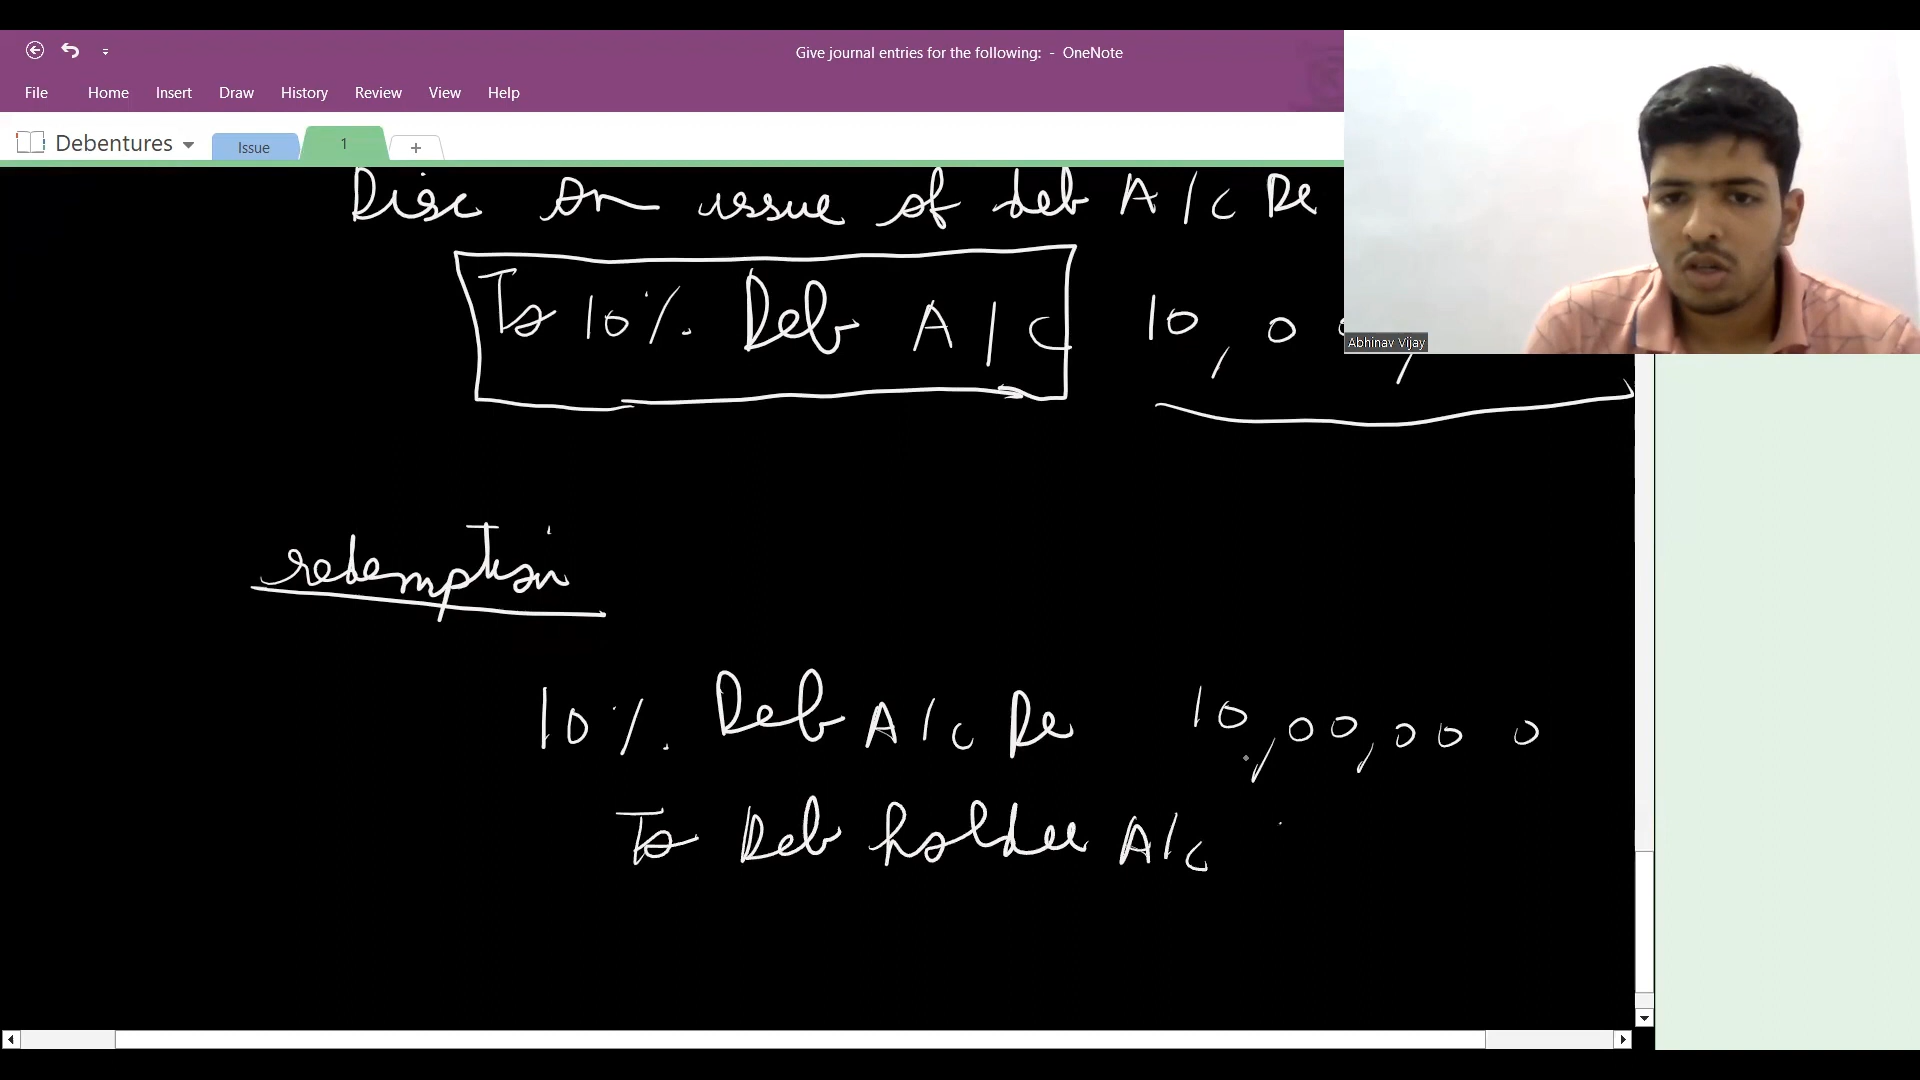 Give journal entries for the following: - OneNote
File Home Insert Draw History Review View Help
Debentures Issue 1 +
Disc on issue of deb A/C Dr
To 10% Deb A/C 10,0
Abhinav Vijay
redemption
10% Deb A/C Dr 10,00,000
To Deb holder A/C